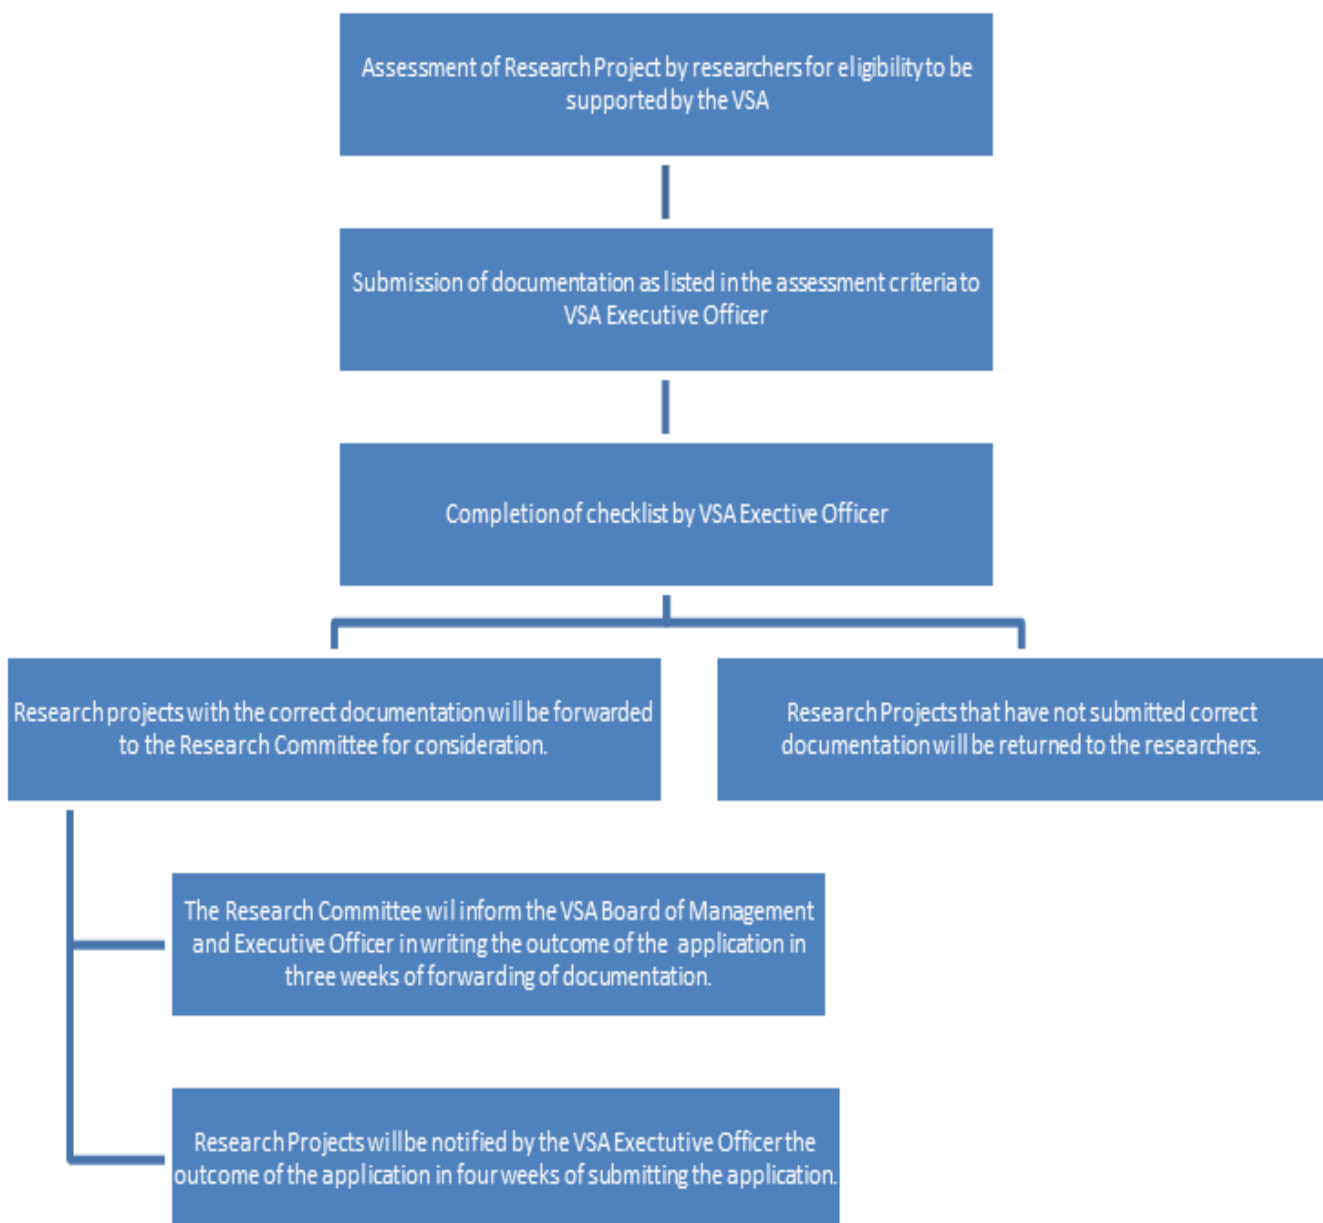 Assessment of Research Project by researchers for eligibility to be
supported by the VSA
Submission of documentation as listed in the assessment criteria to
VSA Executive Officer
Completion of checklist by VSA Exective Officer
Research projects with the correct documentation will be forwarded
to the Research Committee for consideration.
Research Projects that have not submitted correct
documentation will be returned to the researchers.
The Research Committee wil inform the VSA Board of Management
and Executive Officer in writing the outcome of the application in
three weeks of forwarding of documentation.
Research Projects will be notified by the VSA Exectutive Officer the
outcome of the application in four weeks of submitting the application.